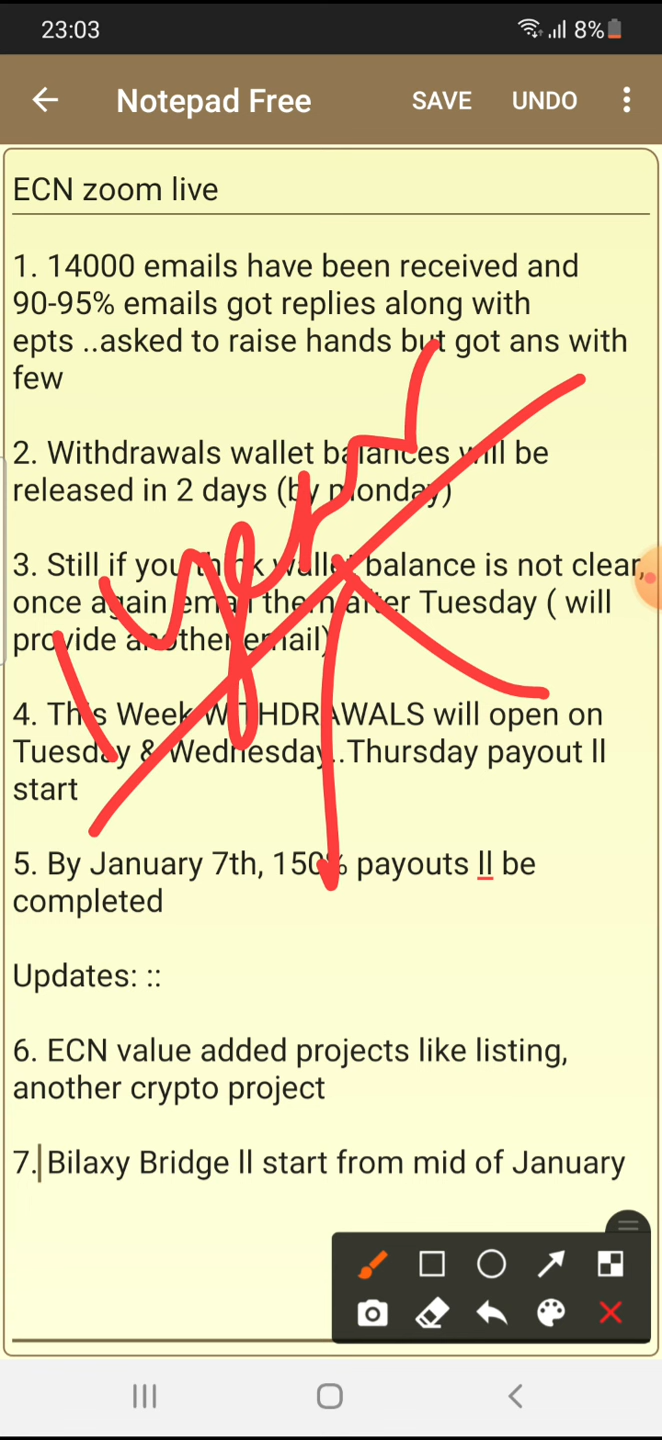 23:03
8%
Notepad Free SAVE UNDO
ECN zoom live
1. 14000 emails have been received and
90-95% emails got replies along with
epts ..asked to raise hands but got ans with
few
2. Withdrawals wallet balances will be
released in 2 days (by monday)
3. Still if you think wallet balance is not clear,
once again email them after Tuesday ( will
provide another email)
4. This Week WITHDRAWALS will open on
Tuesday & Wednesday..Thursday payout ll
start
5. By January 7th, 150% payouts ll be
completed
Updates: ::
6. ECN value added projects like listing,
another crypto project
7. Bilaxy Bridge ll start from mid of January